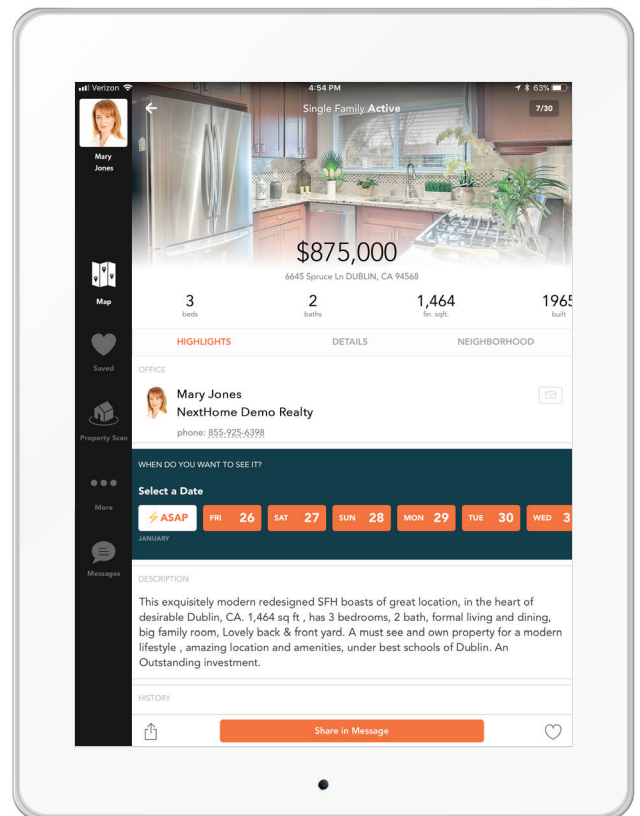 Verizon
4:54 PM
63%
Single Family Active
7/30
Mary
Jones
Map
Saved
Property Scan
More
Messages
$875,000
6645 Spruce Ln DUBLIN, CA 94568
3
beds
2
baths
1,464
fin. sqft.
1965
built
HIGHLIGHTS
DETAILS
NEIGHBORHOOD
OFFICE
Mary Jones
NextHome Demo Realty
phone: 855-925-6398
WHEN DO YOU WANT TO SEE IT?
Select a Date
ASAP
FRI 26
SAT 27
SUN 28
MON 29
TUE 30
WED 3
JANUARY
DESCRIPTION
This exquisitely modern redesigned SFH boasts of great location, in the heart of
desirable Dublin, CA. 1,464 sq ft , has 3 bedrooms, 2 bath, formal living and dining,
big family room, Lovely back & front yard. A must see and own property for a modern
lifestyle , amazing location and amenities, under best schools of Dublin. An
Outstanding investment.
HISTORY
Share in Message